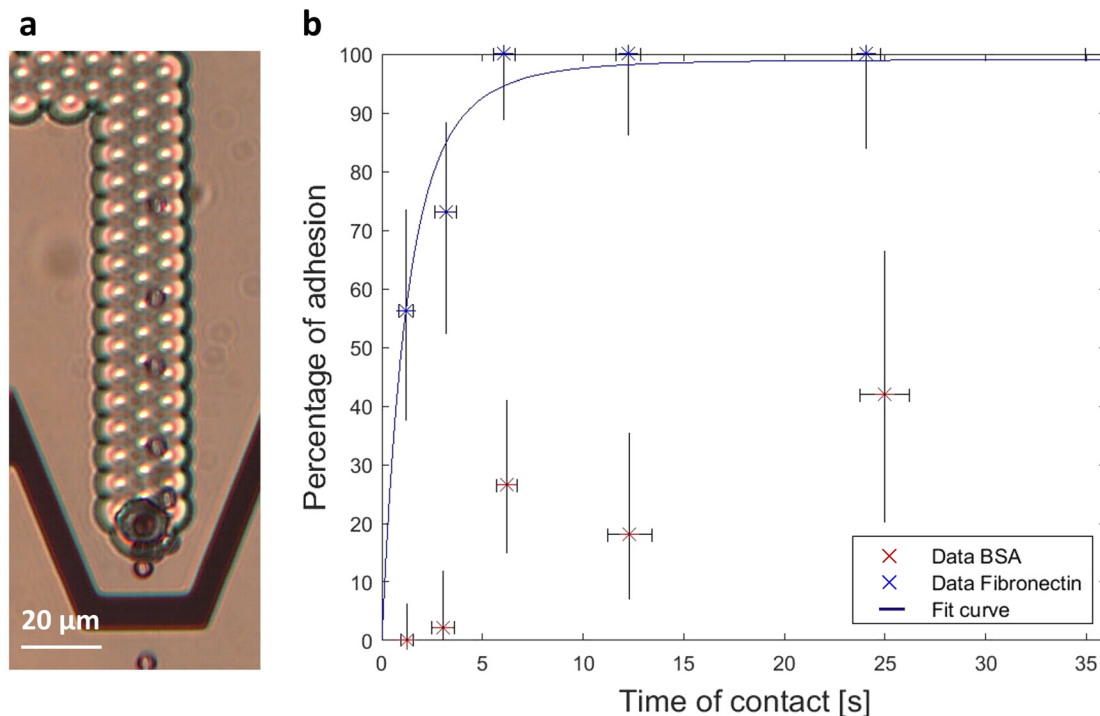 a
b
20 µm
100
90
80
70
60
50
40
30
20
10
0
Percentage of adhesion
0 5 10 15 20 25 30 35
Time of contact [s]
Data BSA
Data Fibronectin
Fit curve